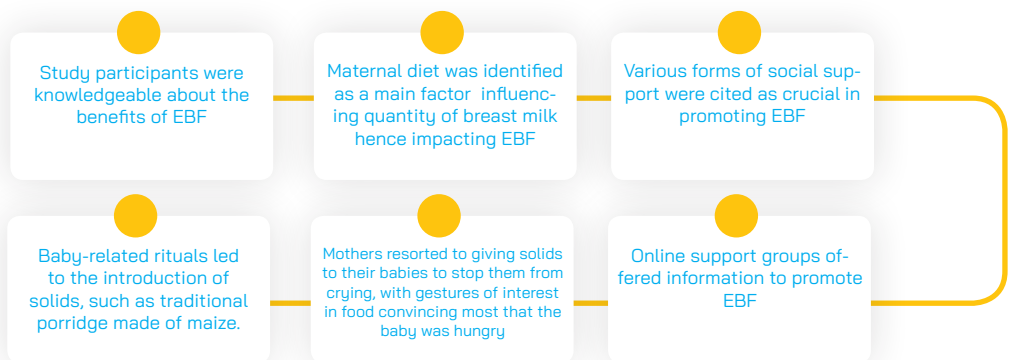 Study participants were
knowledgeable about the
benefits of EBF
Maternal diet was identified
as a main factor  influenc-
ing quantity of breast milk
hence impacting EBF
Various forms of social sup-
port were cited as crucial in
promoting EBF
Online support groups of-
fered information to promote
EBF
Mothers resorted to giving solids
to their babies to stop them from
crying, with gestures of interest
in food convincing most that the
baby was hungry
Baby-related rituals led
to the introduction of
solids, such as traditional
porridge made of maize.